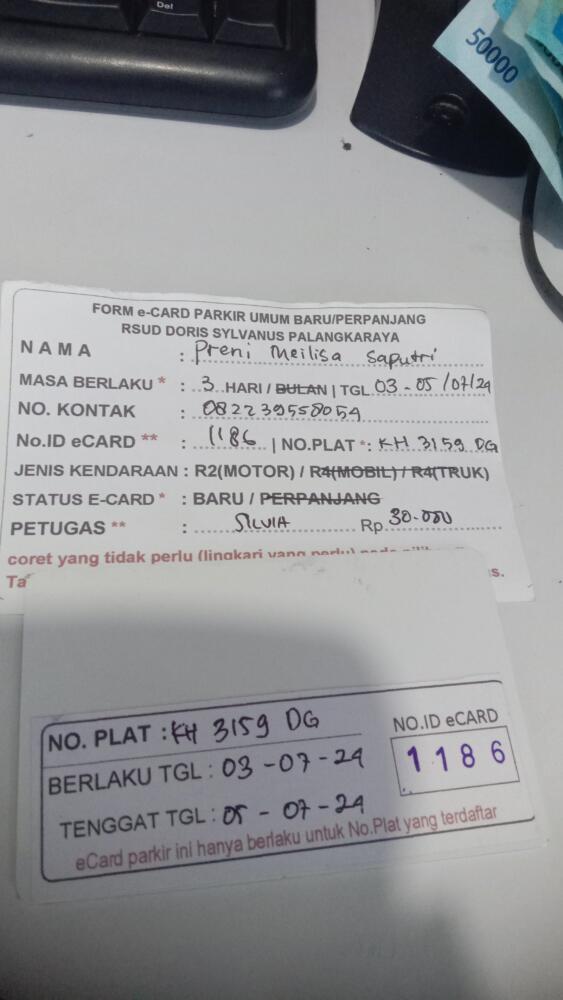 Del
50000
FORM e-CARD PARKIR UMUM BARU/PERPANJANG
RSUD DORIS SYLVANUS PALANGKARAYA
NAMA : Preni Meilisa Saputri
MASA BERLAKU * : 3 HARI / BULAN | TGL 03 - 05 /07/24
NO. KONTAK : 082239558054
No.ID eCARD ** : 1186 | NO.PLAT *: KH 3159 DG
JENIS KENDARAAN : R2(MOTOR) / R4(MOBIL) / R4(TRUK)
STATUS E-CARD * : BARU / PERPANJANG
PETUGAS ** : SILVIA Rp 30.000
coret yang tidak perlu (lingkari yang perlu)
NO. PLAT : KH 3159 DG
NO.ID eCARD
1186
BERLAKU TGL : 03 - 07 - 24
TENGGAT TGL : 05 - 07 - 24
eCard parkir ini hanya berlaku untuk No.Plat yang terdaftar